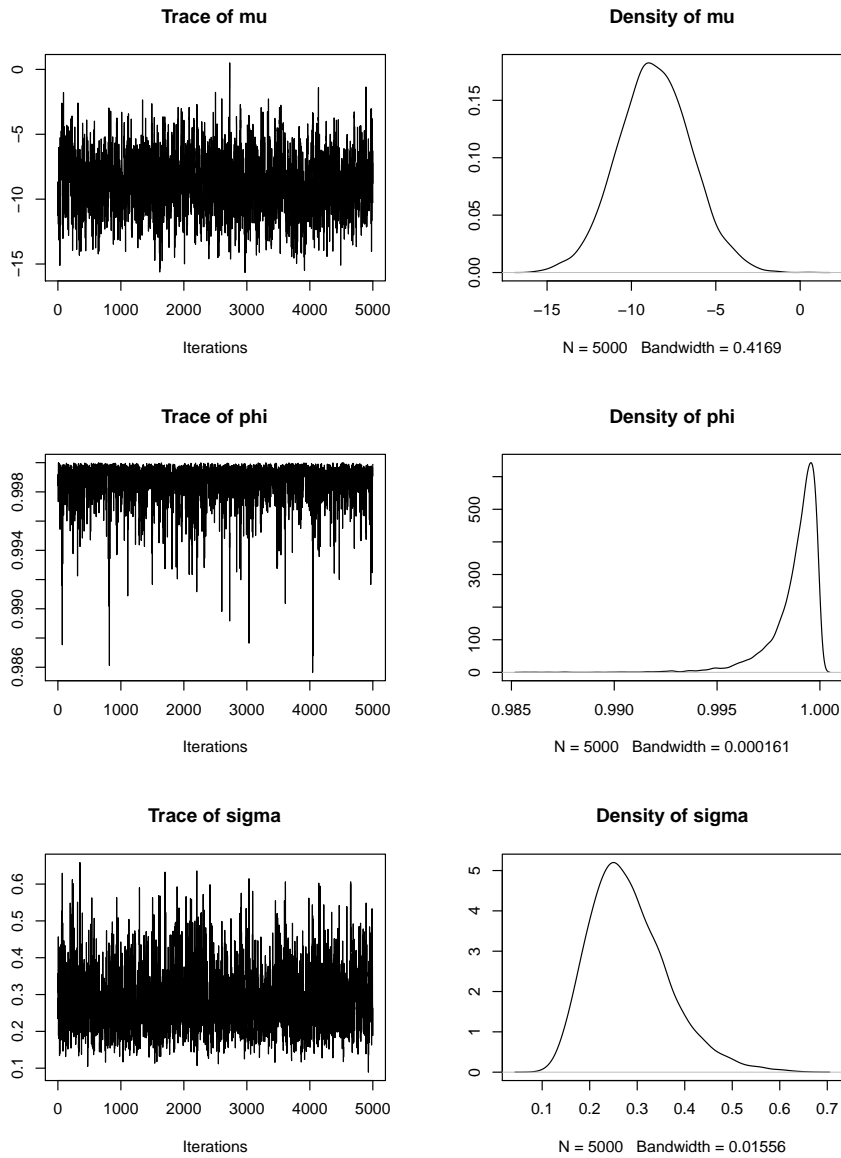 Trace of mu
0
−5
−10
−15
0 1000 2000 3000 4000 5000
Iterations
Density of mu
0.15
0.10
0.05
0.00
−15 −10 −5 0
N = 5000 Bandwidth = 0.4169
Trace of phi
0.998
0.994
0.990
0.986
0 1000 2000 3000 4000 5000
Iterations
Density of phi
500
300
100
0
0.985 0.990 0.995 1.000
N = 5000 Bandwidth = 0.000161
Trace of sigma
0.6
0.5
0.4
0.3
0.2
0.1
0 1000 2000 3000 4000 5000
Iterations
Density of sigma
5
4
3
2
1
0
0.1 0.2 0.3 0.4 0.5 0.6 0.7
N = 5000 Bandwidth = 0.01556